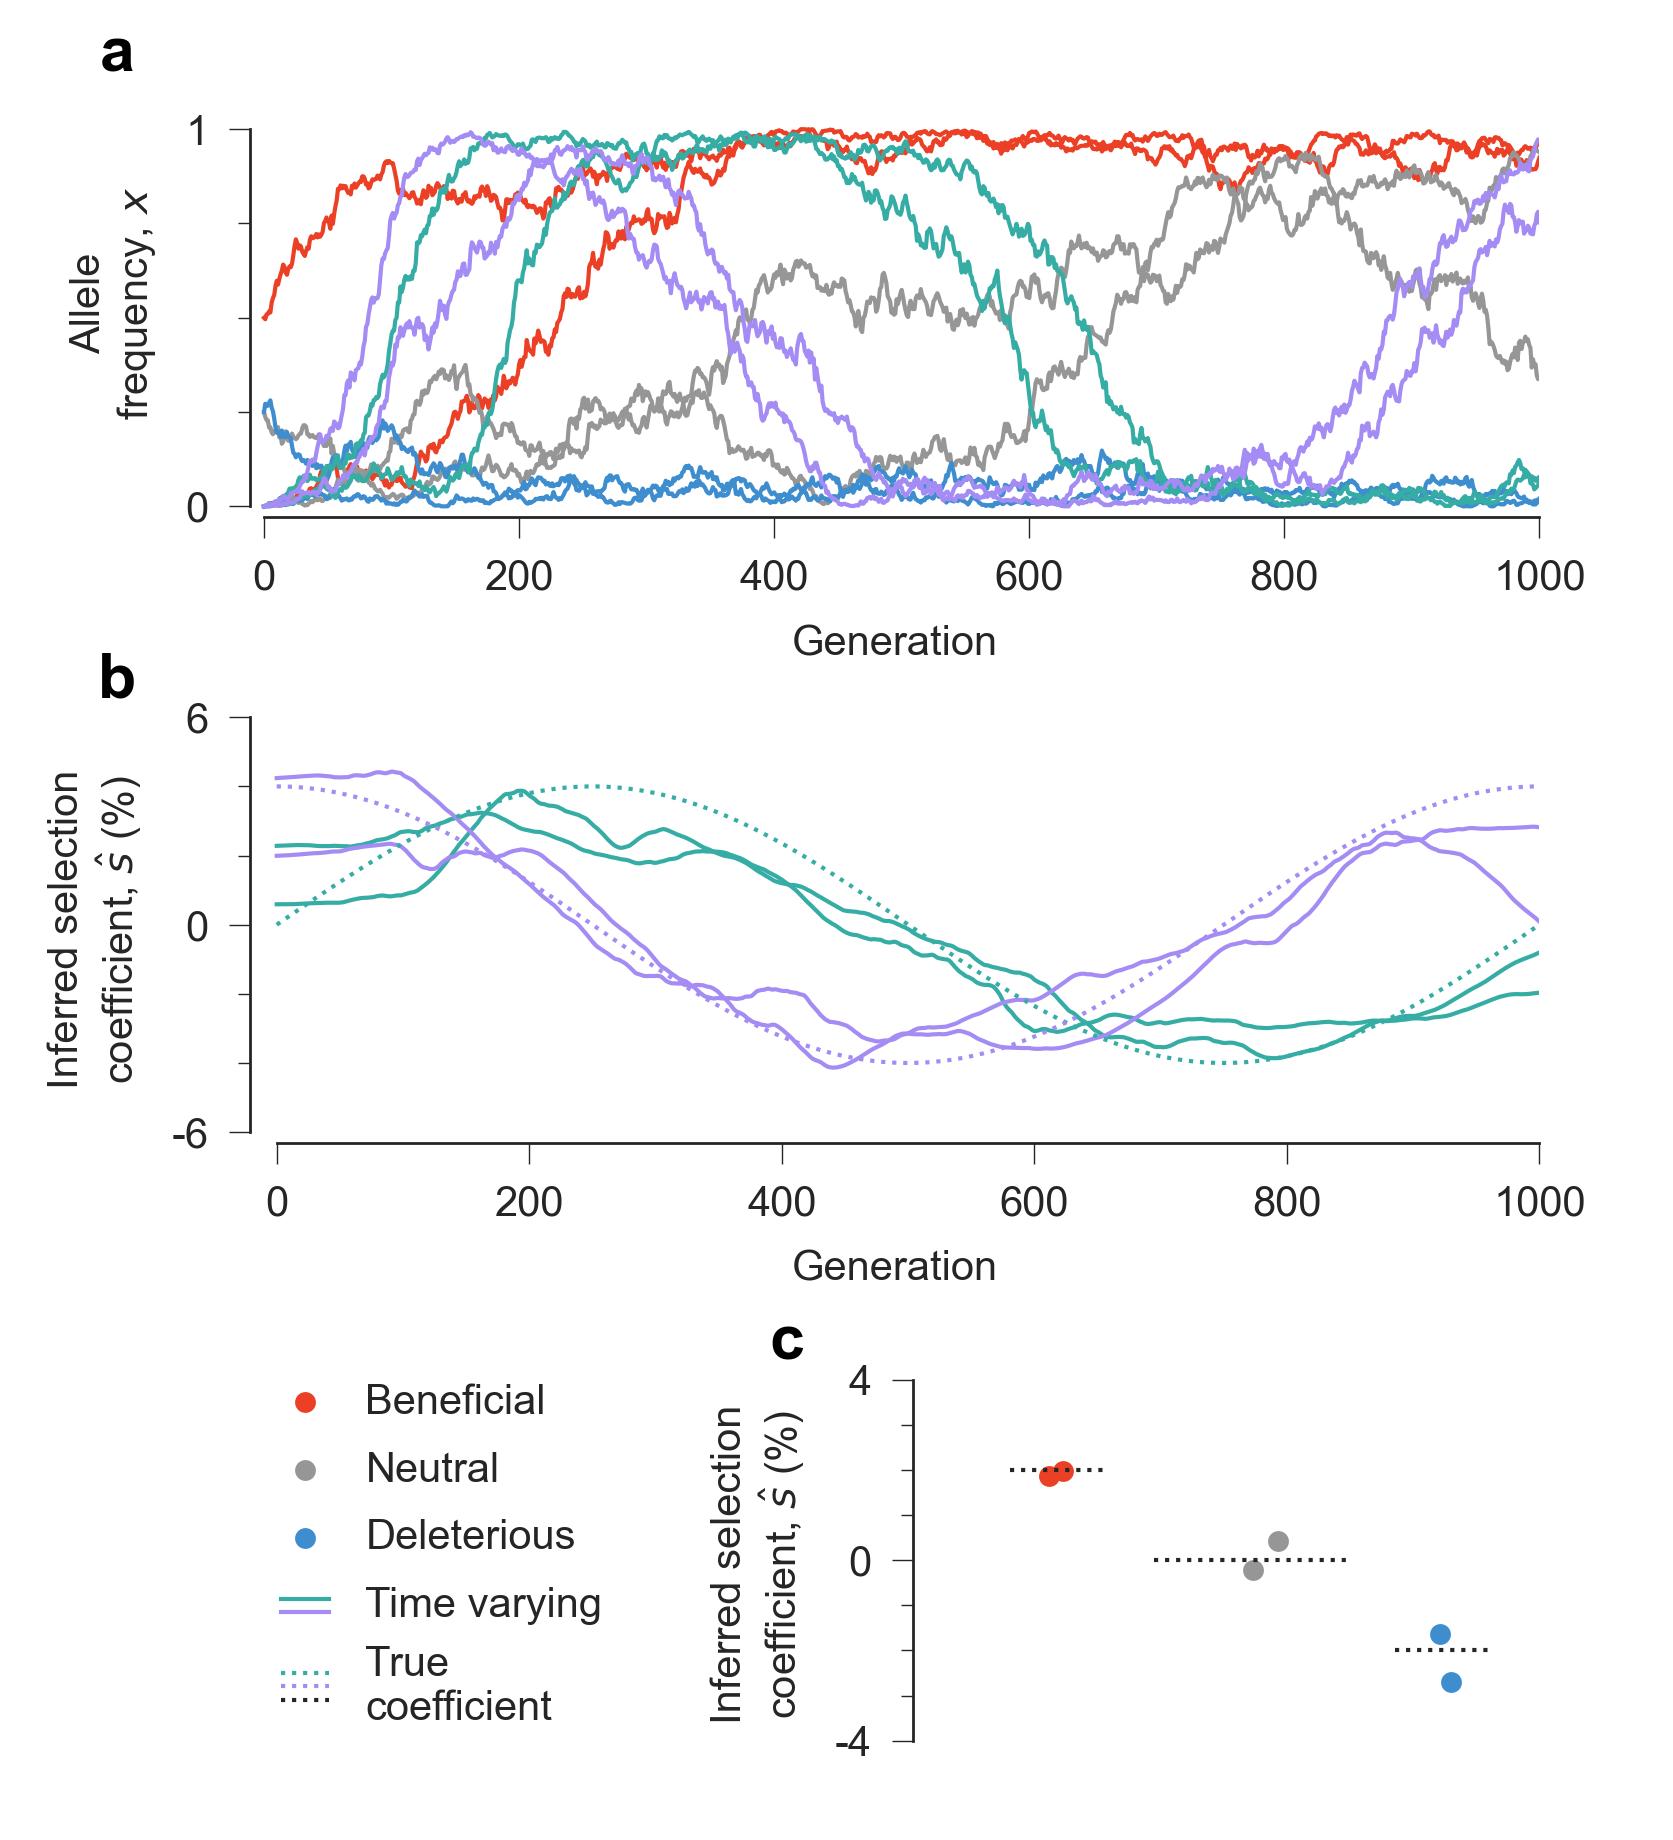 a
1
0
Allele
frequency, x
0 200 400 600 800 1000
Generation
b
6
0
-6
Inferred selection
coefficient, ŝ (%)
0 200 400 600 800 1000
Generation
Beneficial
Neutral
Deleterious
Time varying
True
coefficient
c
4
0
-4
Inferred selection
coefficient, ŝ (%)